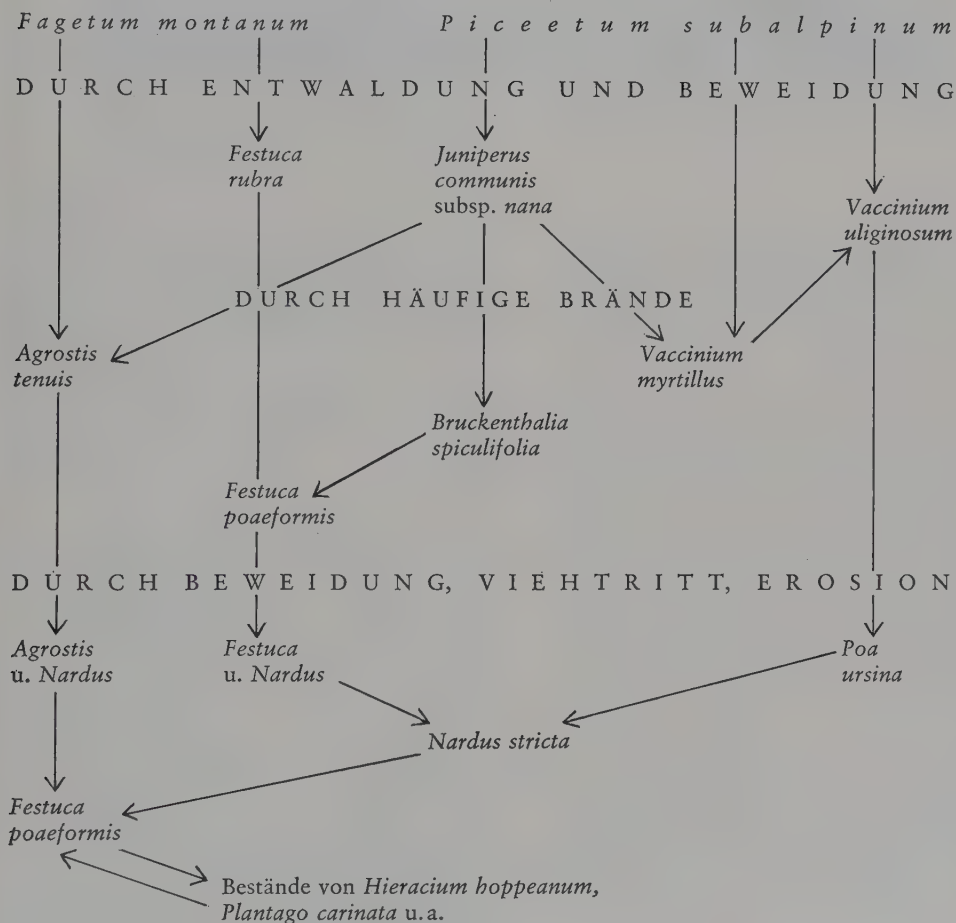 Fagetum montanum Piceetum subalpinum
DURCH ENTWALDUNG UND BEWEIDUNG
Festuca
rubra
Juniperus
communis
subsp. nana
Vaccinium
uliginosum
DURCH HÄUFIGE BRÄNDE
Agrostis
tenuis
Vaccinium
myrtillus
Bruckenthalia
spiculifolia
Festuca
poaeformis
DURCH BEWEIDUNG, VIEHTRITT, EROSION
Agrostis
u. Nardus
Festuca
u. Nardus
Poa
ursina
Nardus stricta
Festuca
poaeformis
Bestände von Hieracium hoppeanum,
Plantago carinata u.a.